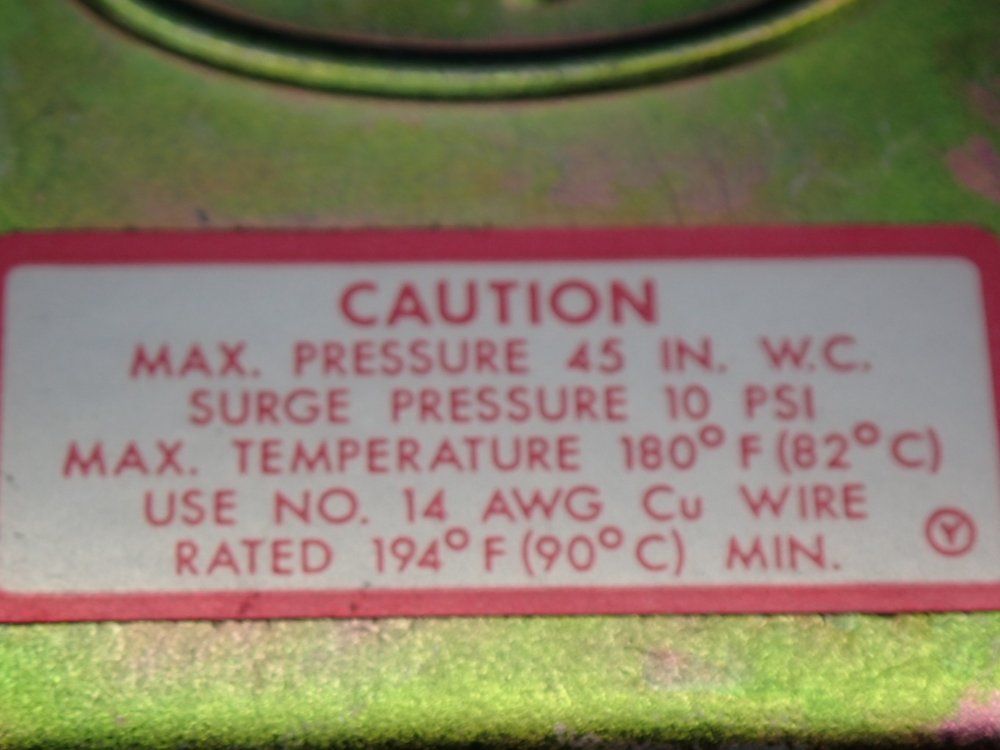 CAUTION
MAX. PRESSURE 45 IN. W.C.
SURGE PRESSURE 10 PSI
MAX. TEMPERATURE 180° F (82° C)
USE NO. 14 AWG Cu WIRE
RATED 194° F (90° C) MIN.
Y